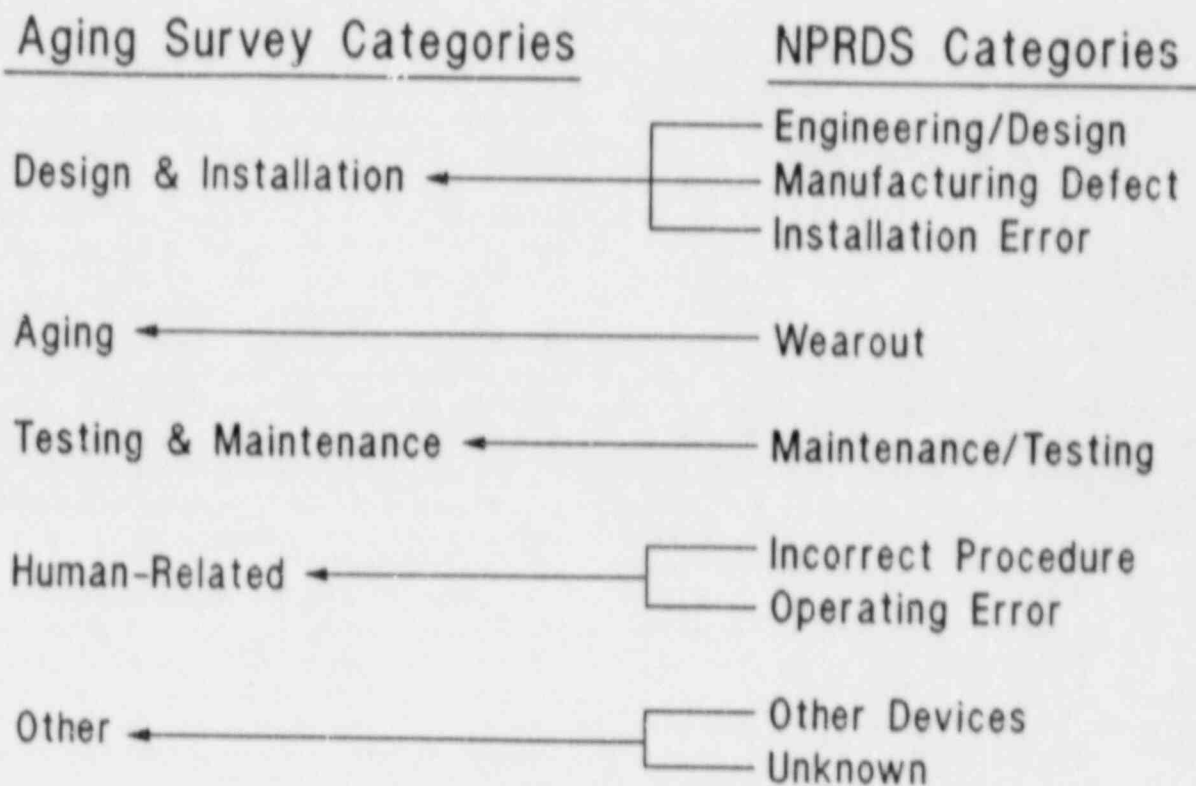 Aging Survey Categories
NPRDS Categories
Engineering/Design
Design & Installation
Manufacturing Defect
Installation Error
Aging
Wearout
Testing & Maintenance
Maintenance/Testing
Human-Related
Incorrect Procedure
Operating Error
Other
Other Devices
Unknown